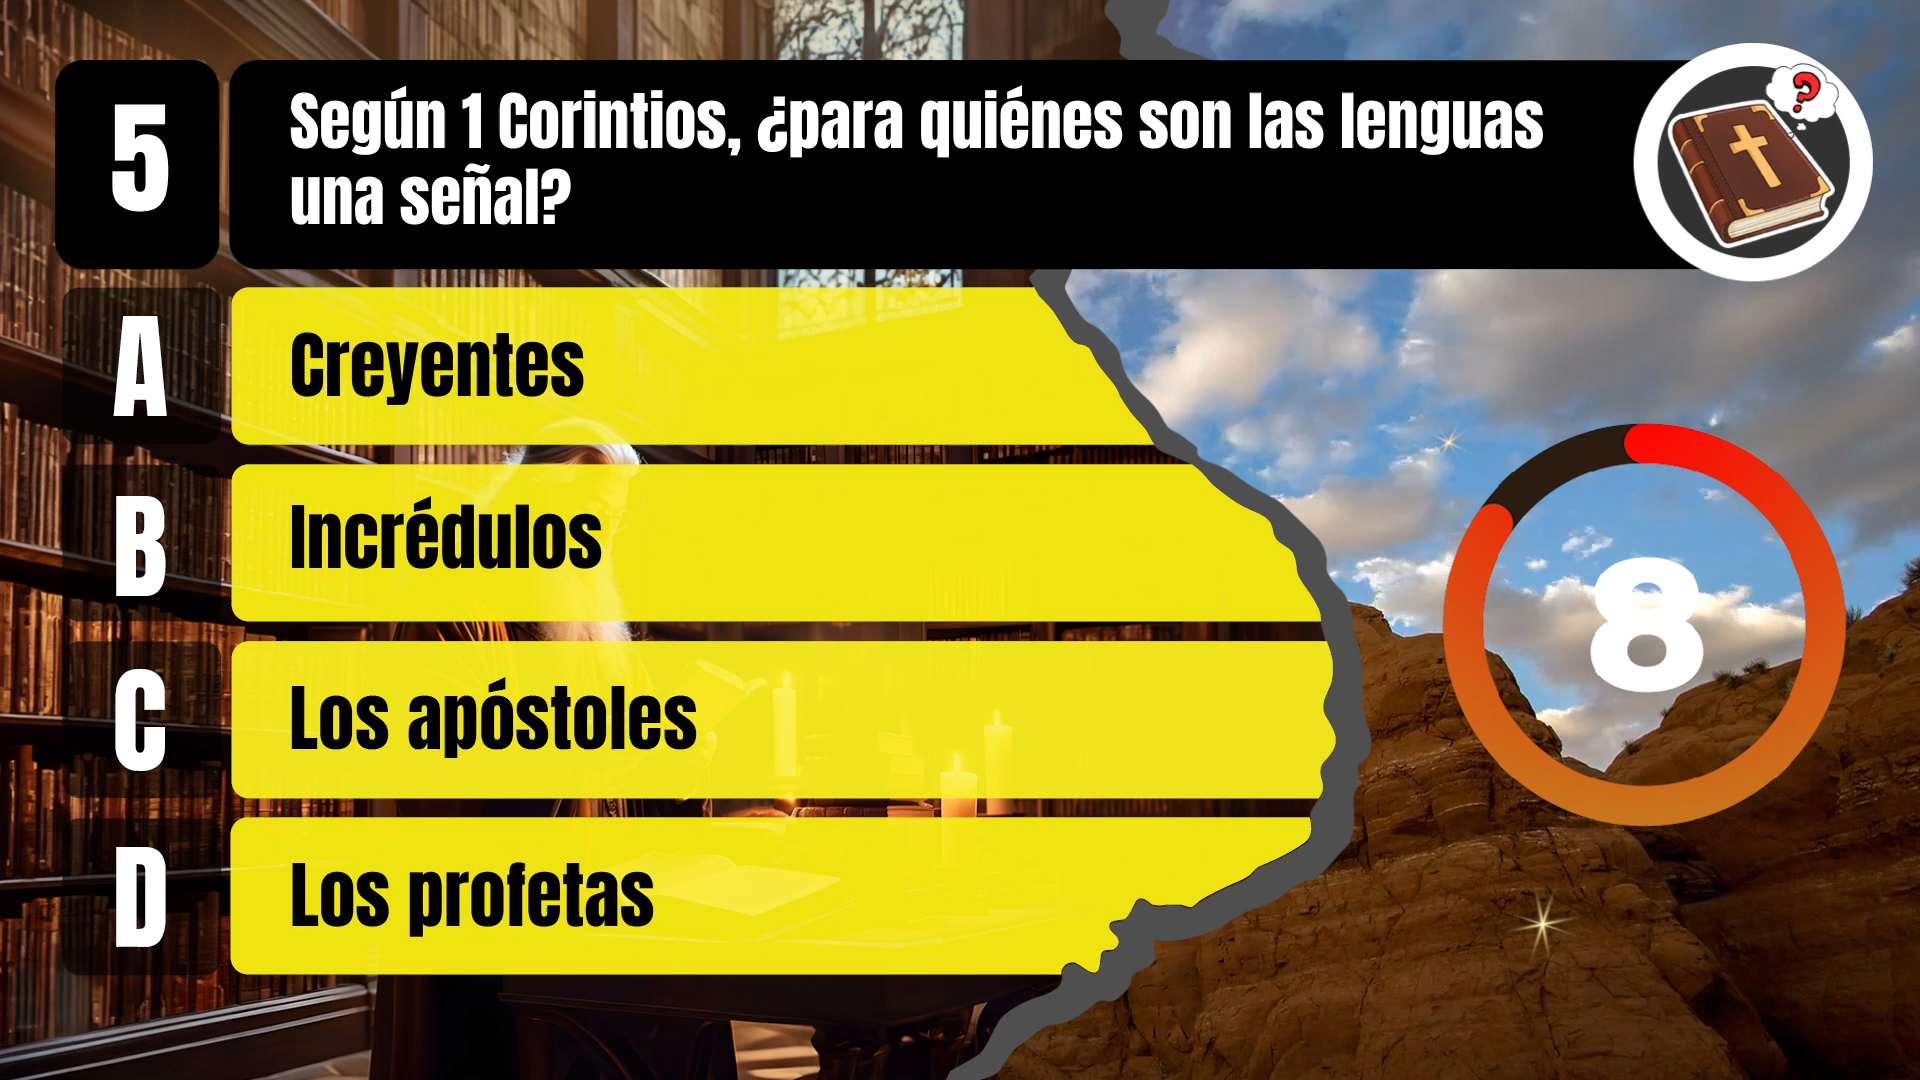 5
Según 1 Corintios, ¿para quiénes son las lenguas
una señal?
?
A
Creyentes
B
Incrédulos
C
Los apóstoles
D
Los profetas
8